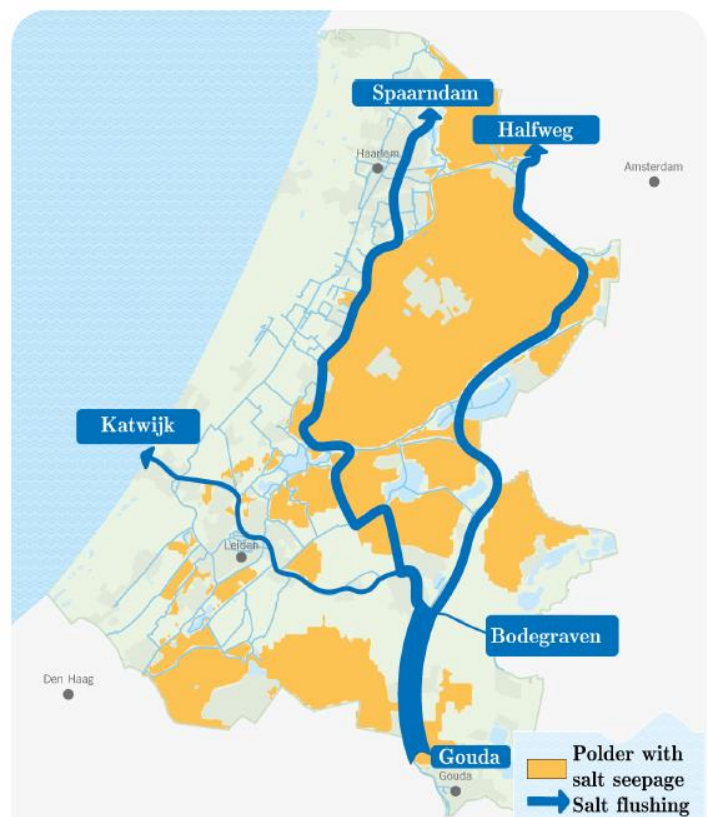 Spaarndam
Halfweg
Haarlem
Amsterdam
Katwijk
Leiden
Bodegraven
Den Haag
Gouda
Gouda
Polder with
salt seepage
Salt flushing